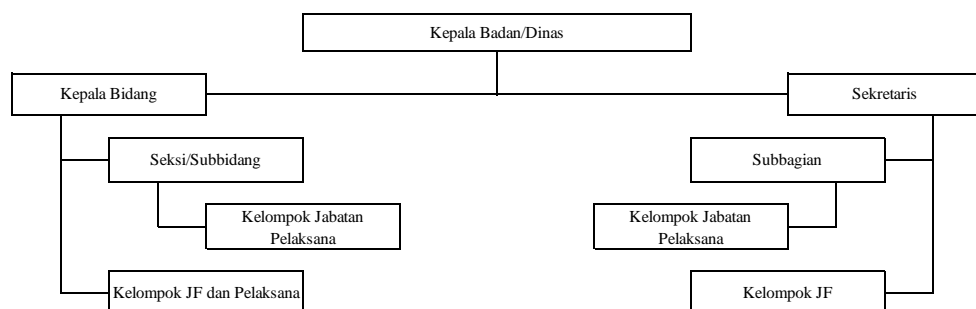 Kepala Badan/Dinas
Kepala Bidang
Sekretaris
Seksi/Subbidang
Subbagian
Kelompok Jabatan
Pelaksana
Kelompok Jabatan
Pelaksana
Kelompok JF dan Pelaksana
Kelompok JF